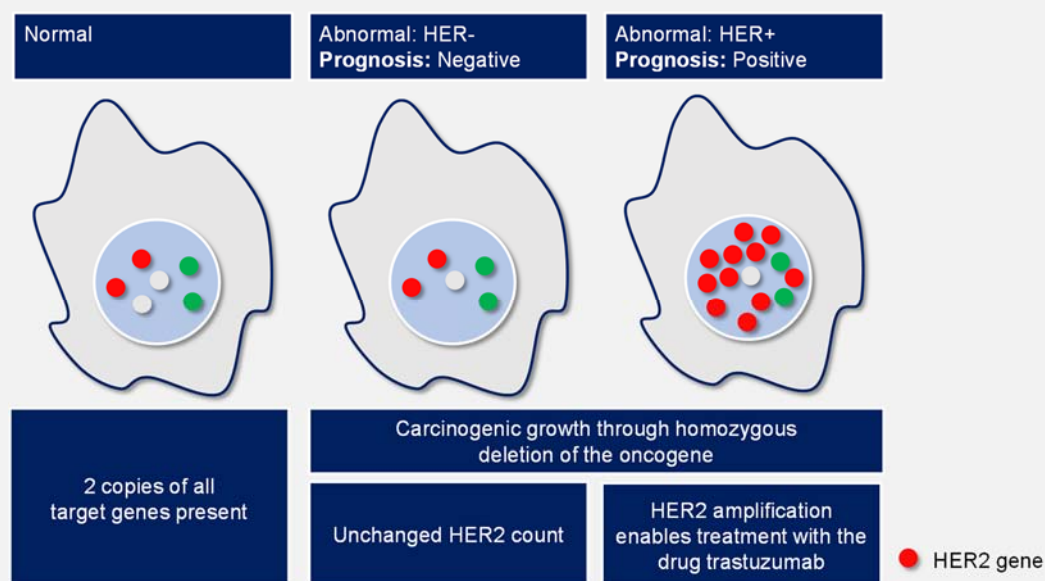 Normal
Abnormal: HER-
Prognosis: Negative
Abnormal: HER+
Prognosis: Positive
2 copies of all
target genes present
Carcinogenic growth through homozygous
deletion of the oncogene
Unchanged HER2 count
HER2 amplification
enables treatment with the
drug trastuzumab
HER2 gene